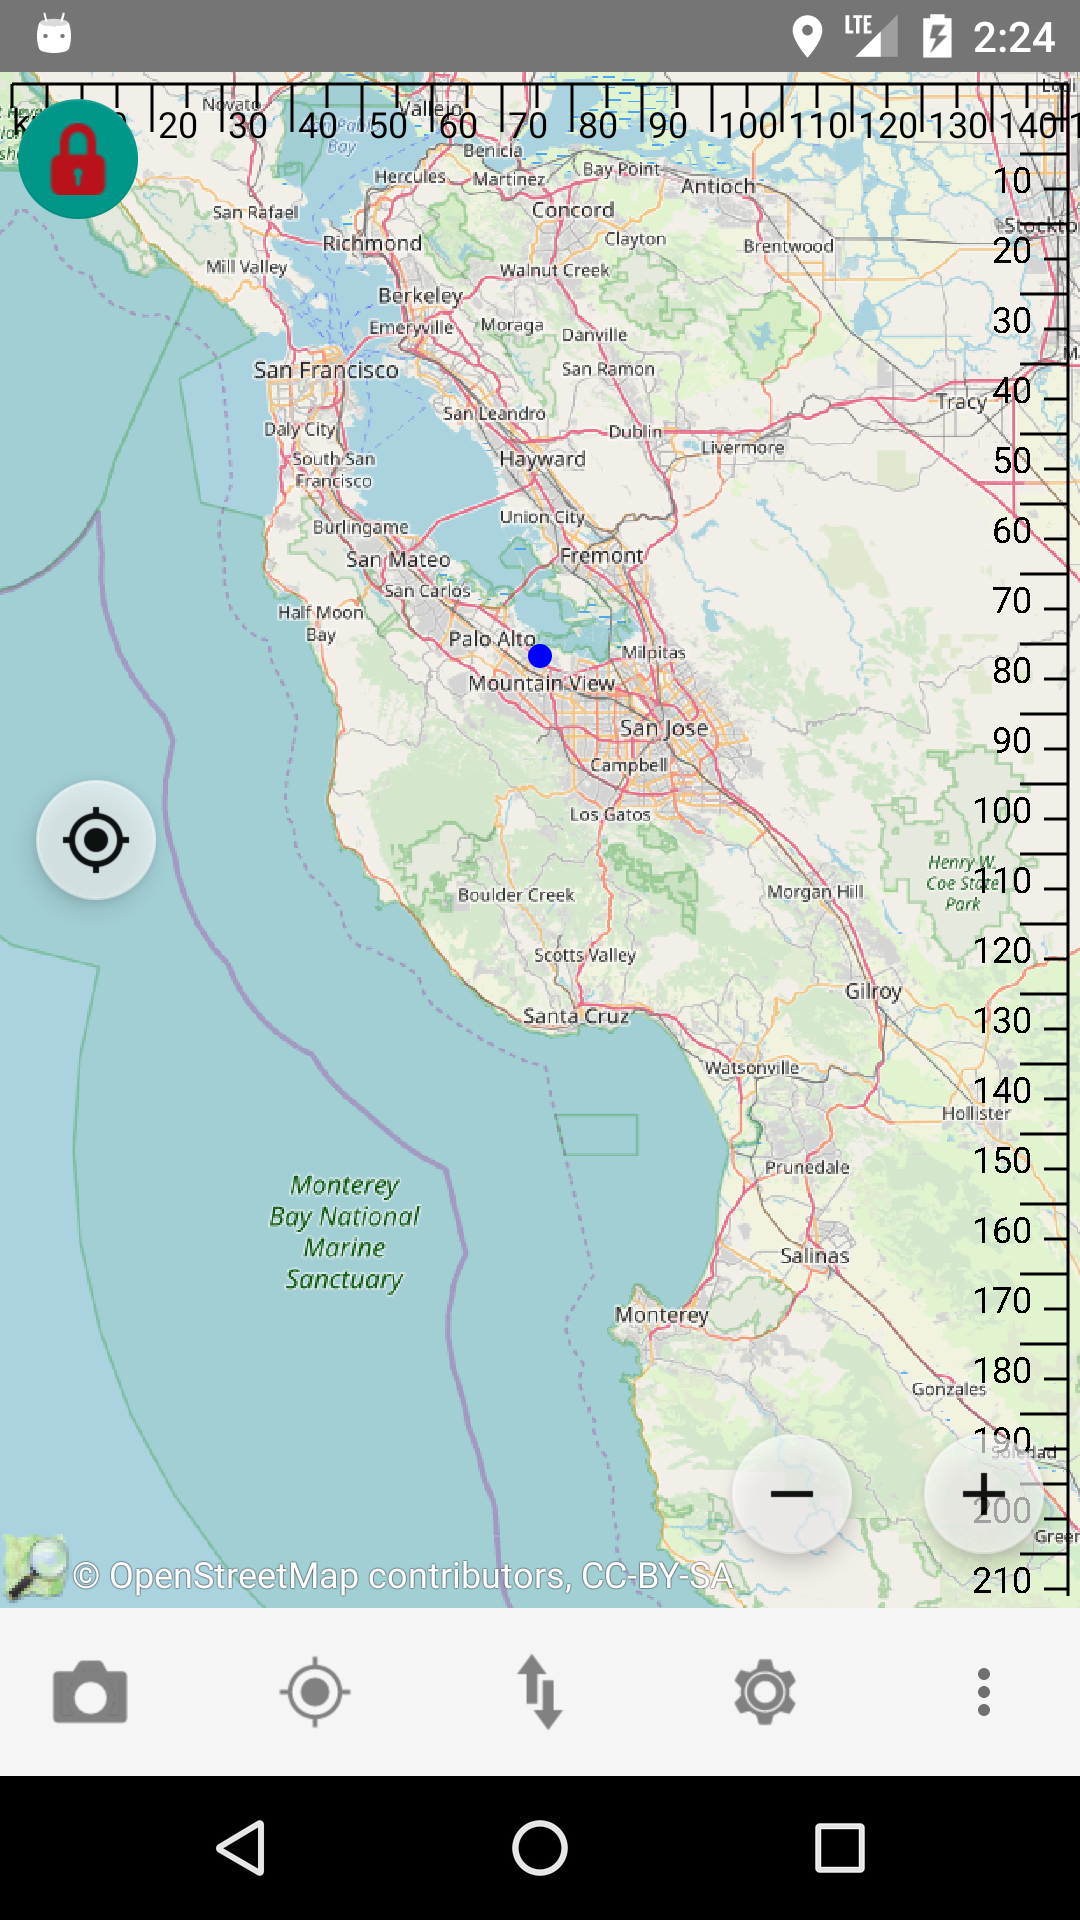 LTE 2:24
Novato
Vallejo
20 30 40 50 60 70 80 90 100 110 120 130 140
Bay
Benicia
Hercules
Martinez
Bay Point
Antioch
10
San Rafael
Concord
Richmond
Clayton
Brentwood
20
Mill Valley
Walnut Creek
Berkeley
Emeryville
Moraga
Danville
30
San Francisco
San Ramon
Tracy
40
San Leandro
Daly City
Dublin
Livermore
South San
Francisco
Hayward
50
Burlingame
Union City
60
San Mateo
Fremont
San Carlos
70
Half Moon
Bay
Palo Alto
Milpitas
80
Mountain View
San Jose
90
Campbell
Los Gatos
100
Henry W.
Coe State
Park
110
Boulder Creek
Morgan Hill
Scotts Valley
120
Gilroy
Santa Cruz
130
Watsonville
140
Hollister
Prunedale
150
Monterey
Bay National
Marine
Sanctuary
160
Salinas
Monterey
170
180
Gonzales
190
Soledad
200
Green
© OpenStreetMap contributors, CC-BY-SA
210